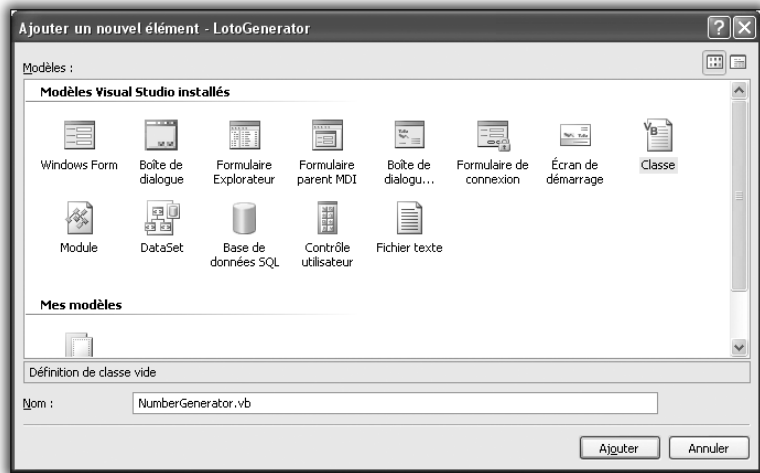 Ajouter un nouvel élément - LotoGenerator
Modèles :
Modèles Visual Studio installés
Windows Form
Boîte de dialogue
Formulaire Explorateur
Formulaire parent MDI
Boîte de dialogu...
Formulaire de connexion
Écran de démarrage
Classe
Module
DataSet
Base de données SQL
Contrôle utilisateur
Fichier texte
Mes modèles
Définition de classe vide
Nom :
NumberGenerator.vb
Ajouter
Annuler